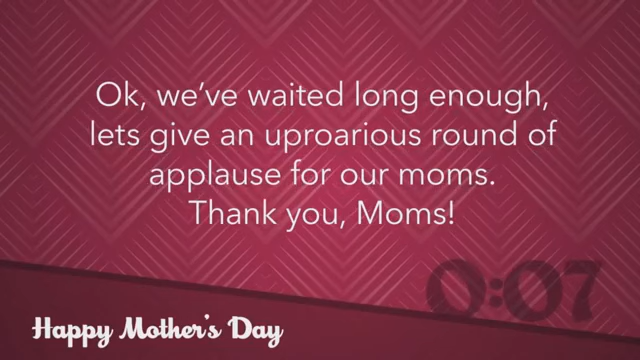 Ok, we've waited long enough,
lets give an uproarious round of
applause for our moms.
Thank you, Moms!
0:07
Happy Mother's Day